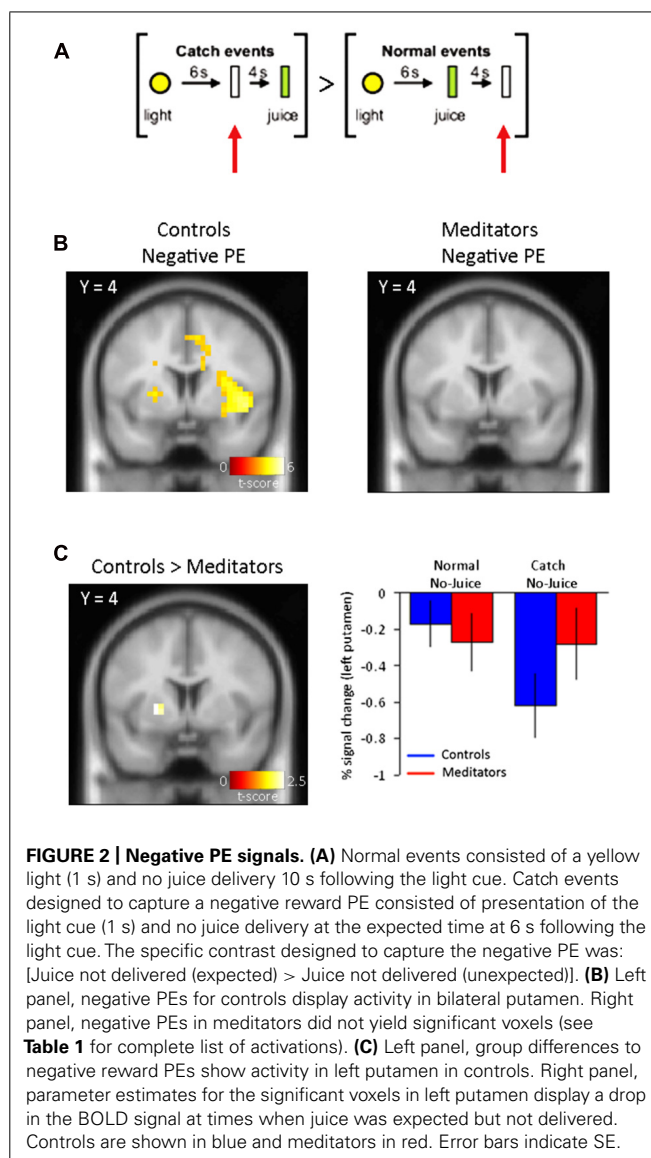 A
Catch events
Normal events
6 s
4 s
>
6 s
4 s
light
juice
light
juice
B
Controls
Negative PE
Meditators
Negative PE
Y = 4
Y = 4
0
6
t-score
C
Controls > Meditators
Y = 4
0
2.5
t-score
Normal
No-Juice
Catch
No-Juice
0
-0.2
-0.4
-0.6
-0.8
-1
% signal change (left putamen)
Controls
Meditators
FIGURE 2 | Negative PE signals. (A) Normal events consisted of a yellow
light (1 s) and no juice delivery 10 s following the light cue. Catch events
designed to capture a negative reward PE consisted of presentation of the
light cue (1 s) and no juice delivery at the expected time at 6 s following the
light cue. The specific contrast designed to capture the negative PE was:
[Juice not delivered (expected) > Juice not delivered (unexpected)]. (B) Left
panel, negative PEs for controls display activity in bilateral putamen. Right
panel, negative PEs in meditators did not yield significant voxels (see
Table 1 for complete list of activations). (C) Left panel, group differences to
negative reward PEs show activity in left putamen in controls. Right panel,
parameter estimates for the significant voxels in left putamen display a drop
in the BOLD signal at times when juice was expected but not delivered.
Controls are shown in blue and meditators in red. Error bars indicate SE.